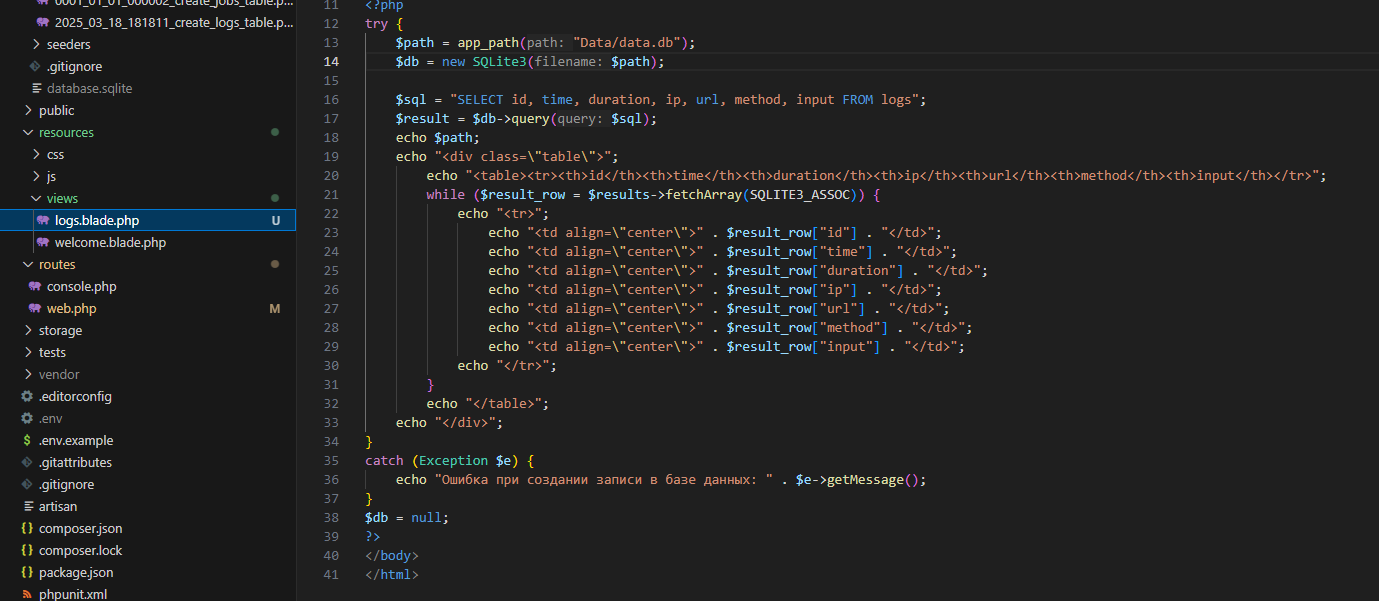 0001_01_01_000002_create_jobs_table.p...
2025_03_18_181811_create_logs_table.p...
seeders
.gitignore
database.sqlite
public
resources
css
js
views
logs.blade.php U
welcome.blade.php
routes
console.php
web.php M
storage
tests
vendor
.editorconfig
.env
$ .env.example
.gitattributes
.gitignore
artisan
{} composer.json
{} composer.lock
{} package.json
phpunit.xml
11 <?php
12 try {
13 $path = app_path(path: "Data/data.db");
14 $db = new SQLite3(filename: $path);
15
16 $sql = "SELECT id, time, duration, ip, url, method, input FROM logs";
17 $result = $db->query(query: $sql);
18 echo $path;
19 echo "<div class=\"table\">";
20 echo "<table><tr><th>id</th><th>time</th><th>duration</th><th>ip</th><th>url</th><th>method</th><th>input</th></tr>";
21 while ($result_row = $results->fetchArray(SQLITE3_ASSOC)) {
22 echo "<tr>";
23 echo "<td align=\"center\">" . $result_row["id"] . "</td>";
24 echo "<td align=\"center\">" . $result_row["time"] . "</td>";
25 echo "<td align=\"center\">" . $result_row["duration"] . "</td>";
26 echo "<td align=\"center\">" . $result_row["ip"] . "</td>";
27 echo "<td align=\"center\">" . $result_row["url"] . "</td>";
28 echo "<td align=\"center\">" . $result_row["method"] . "</td>";
29 echo "<td align=\"center\">" . $result_row["input"] . "</td>";
30 echo "</tr>";
31 }
32 echo "</table>";
33 echo "</div>";
34 }
35 catch (Exception $e) {
36 echo "Ошибка при создании записи в базе данных: " . $e->getMessage();
37 }
38 $db = null;
39 ?>
40 </body>
41 </html>